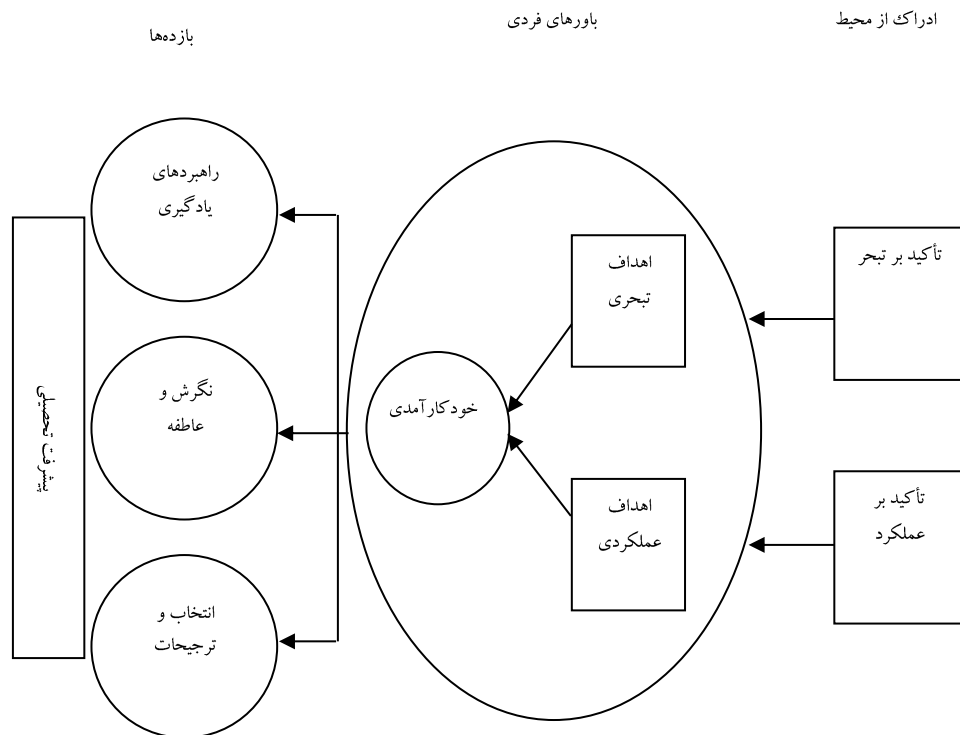 ادراک از محیط
باورهای فردی
بازده‌ها
تأکید بر تبحر
تأکید بر
عملکرد
اهداف
تبحری
اهداف
عملکردی
خودکارآمدی
راهبردهای
یادگیری
نگرش و
عاطفه
انتخاب و
ترجیحات
پیشرفت تحصیلی